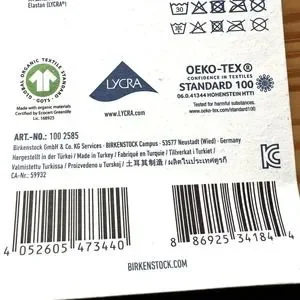 Elastan (LYCRA®)
GLOBAL ORGANIC TEXTILE STANDARD
· GOTS ·
Made with organic materials
Certified by Ecocert Greenlife
Lic. 168923
LYCRA
www.lycra.com
OEKO-TEX®
CONFIDENCE IN TEXTILES
STANDARD 100
06.0.41344 HOHENSTEIN HTTI
Tested for harmful substances.
www.oeko-tex.com/standard100
ART.-NO.: 100 2585
Birkenstock GmbH & Co. KG Services · BIRKENSTOCK Campus · 53577 Neustadt (Wied) · Germany
Hergestellt in der Türkei / Made in Turkey / Fabriqué en Turquie / Tillverkat i Turkiet /
Valmistettu Turkissa / Proizvedeno u Turskoj / 土耳其制造 / ผลิตในประเทศตุรกี
CA-Nr.: 59932
4 052605 473440
8 86925 34184 4
BIRKENSTOCK.COM